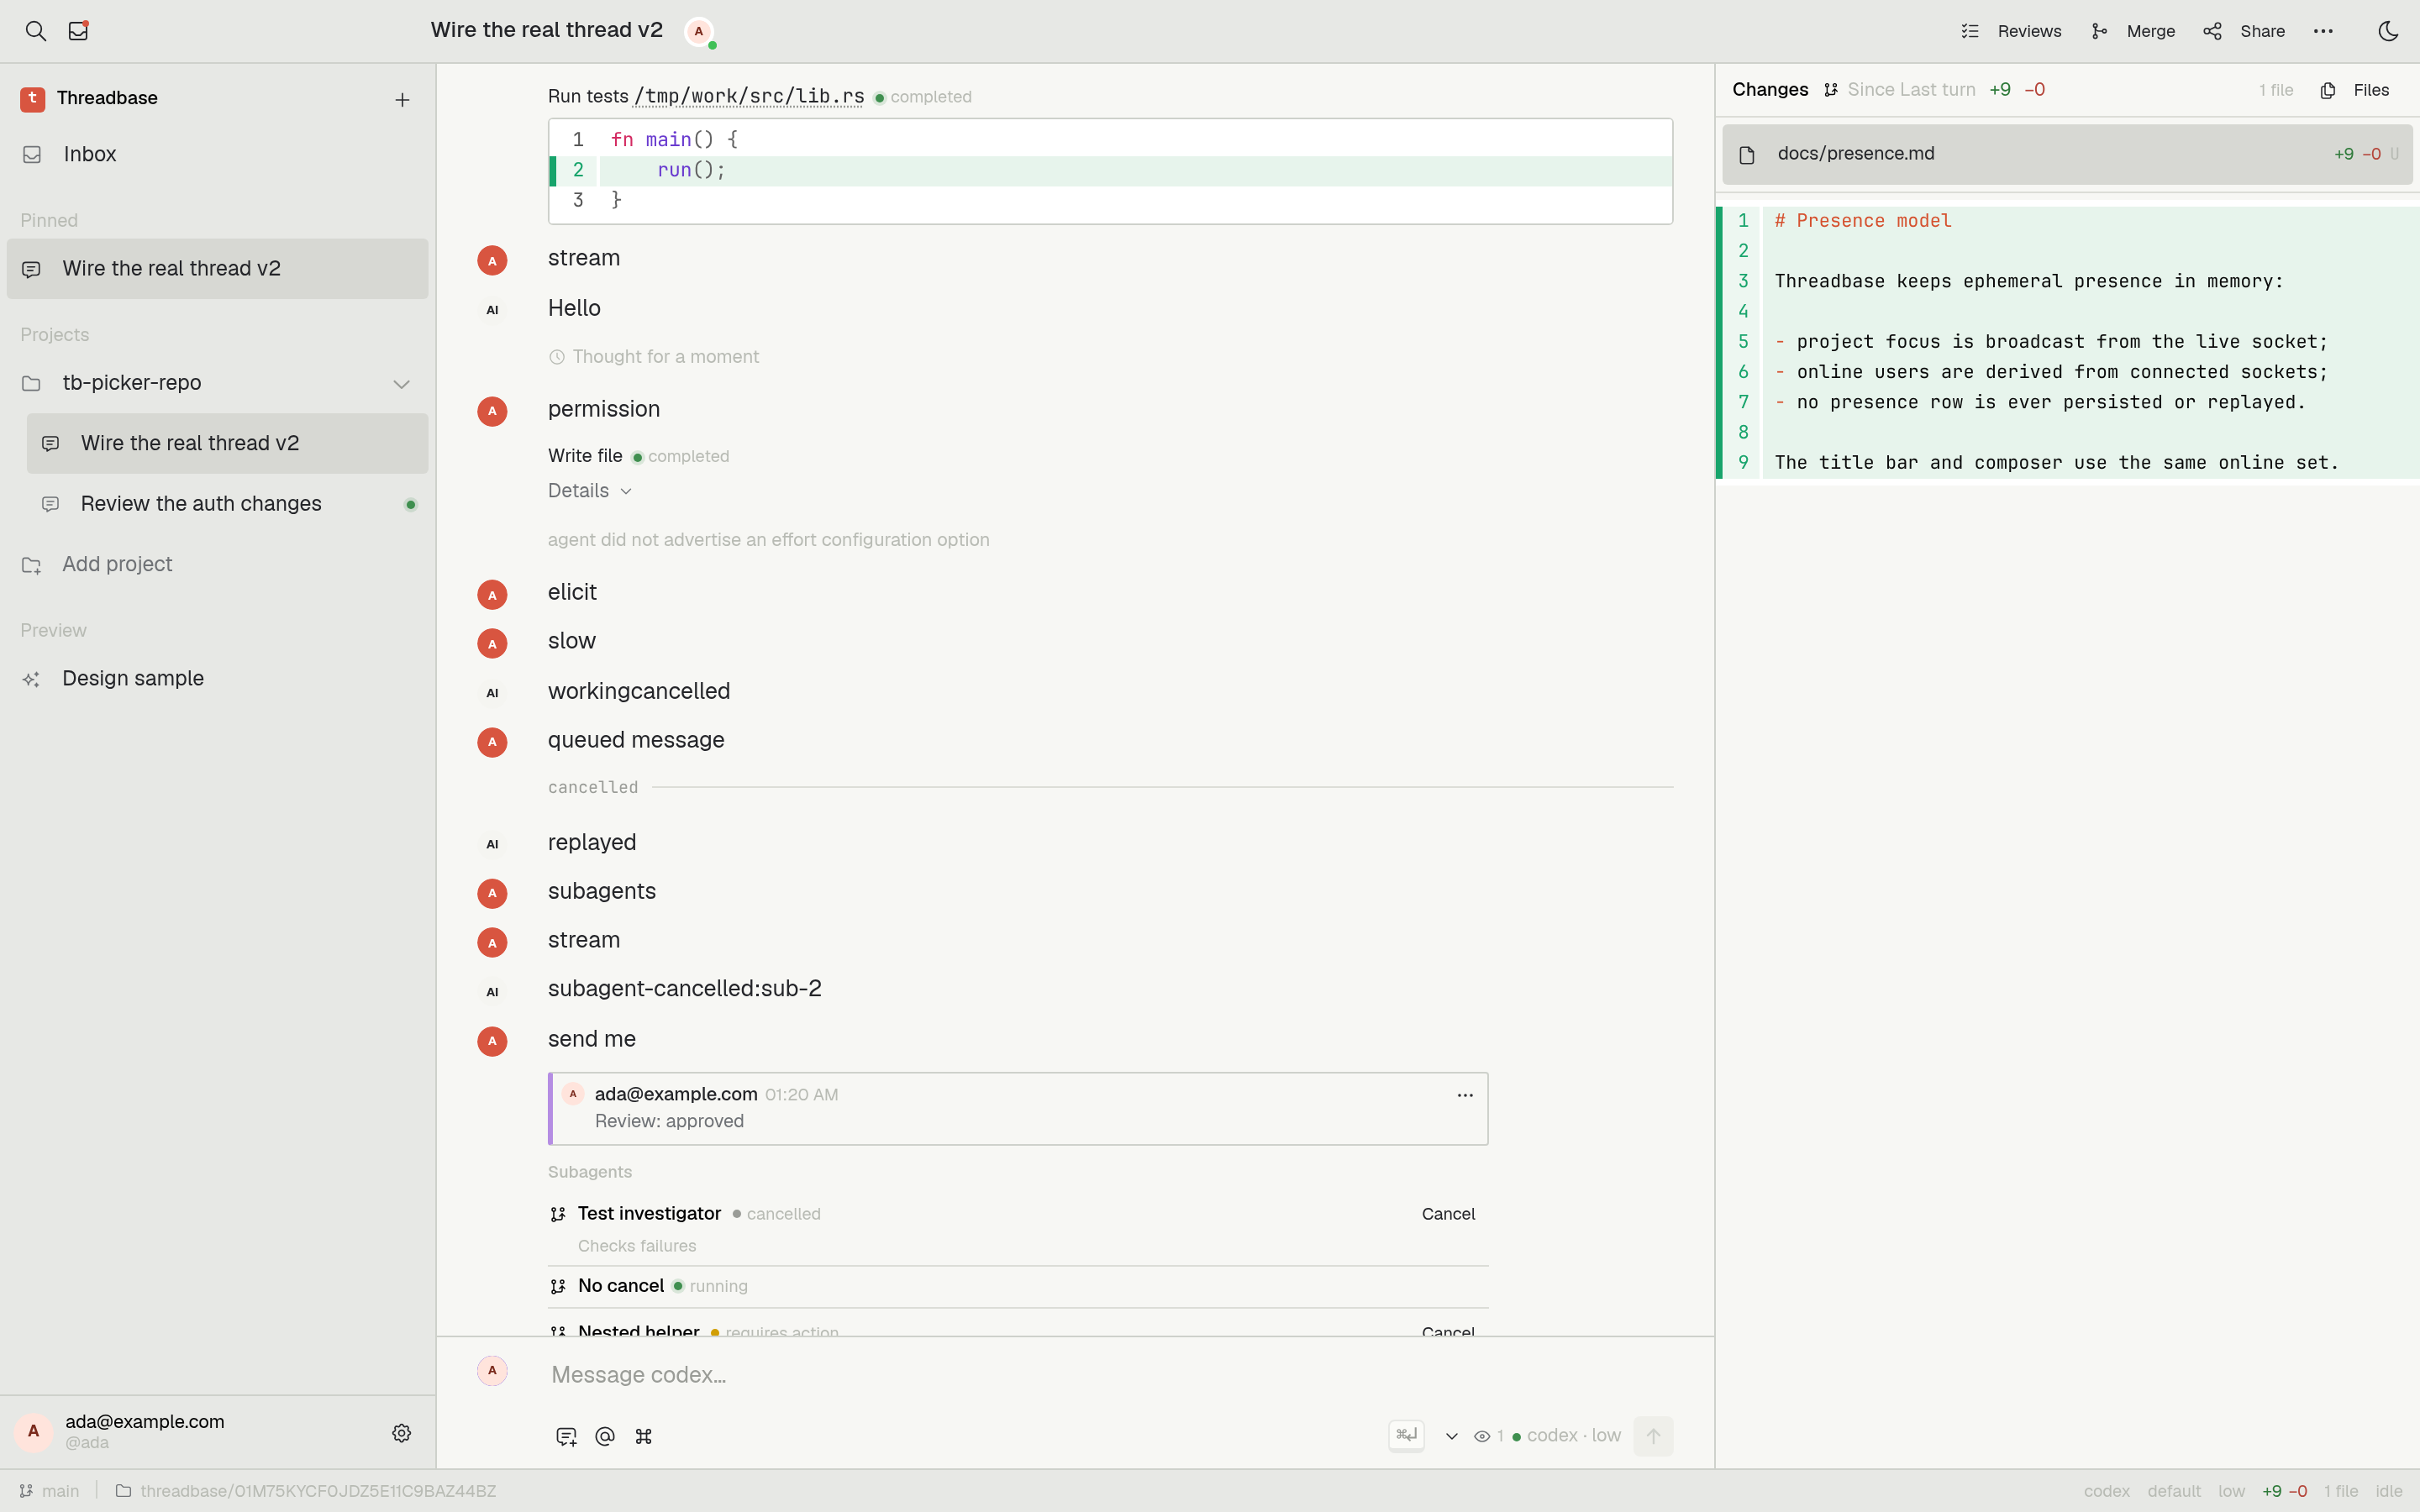 Wire the real thread v2
A
Reviews
Merge
Share
t
Threadbase
Inbox
Pinned
Wire the real thread v2
Projects
tb-picker-repo
Wire the real thread v2
Review the auth changes
Add project
Preview
Design sample
A
ada@example.com
@ada
Run tests /tmp/work/src/lib.rs completed
1 fn main() {
2 run();
3 }
A stream
AI Hello
Thought for a moment
A permission
Write file completed
Details
agent did not advertise an effort configuration option
A elicit
A slow
AI workingcancelled
A queued message
cancelled
AI replayed
A subagents
A stream
AI subagent-cancelled:sub-2
A send me
A ada@example.com 01:20 AM
Review: approved
Subagents
Test investigator cancelled Cancel
Checks failures
No cancel running
Nested helper requires action Cancel
A Message codex…
1 codex · low
Changes Since Last turn +9 −0 1 file Files
docs/presence.md +9 −0 U
1 # Presence model
2
3 Threadbase keeps ephemeral presence in memory:
4
5 - project focus is broadcast from the live socket;
6 - online users are derived from connected sockets;
7 - no presence row is ever persisted or replayed.
8
9 The title bar and composer use the same online set.
main threadbase/01M75KYCF0JDZ5E11C9BAZ44BZ
codex default low +9 −0 1 file idle